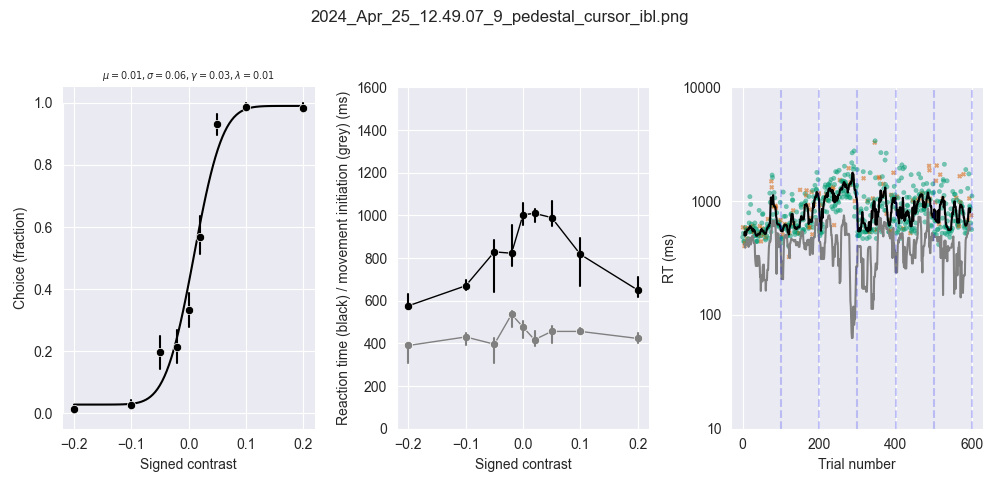 2024_Apr_25_12.49.07_9_pedestal_cursor_ibl.png
μ = 0.01, σ = 0.06, γ = 0.03, λ = 0.01
Choice (fraction)
1.0
0.8
0.6
0.4
0.2
0.0
−0.2 −0.1 0.0 0.1 0.2
Signed contrast
Reaction time (black) / movement initiation (grey) (ms)
1600
1400
1200
1000
800
600
400
200
0
−0.2 −0.1 0.0 0.1 0.2
Signed contrast
RT (ms)
10000
1000
100
10
0 200 400 600
Trial number